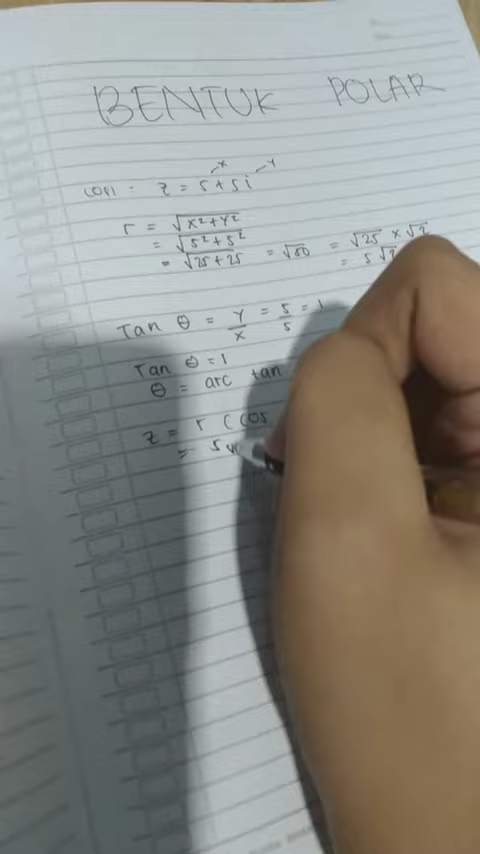 BENTUK POLAR
x y
con = z = 5 + 5i
r = √x²+y²
= √5²+5²
= √25+25 = √50 = √25 × √2
= 5√2
Tan θ = y/x = 5/5 = 1
Tan θ = 1
θ = arc tan
z = r (cos
= 5√